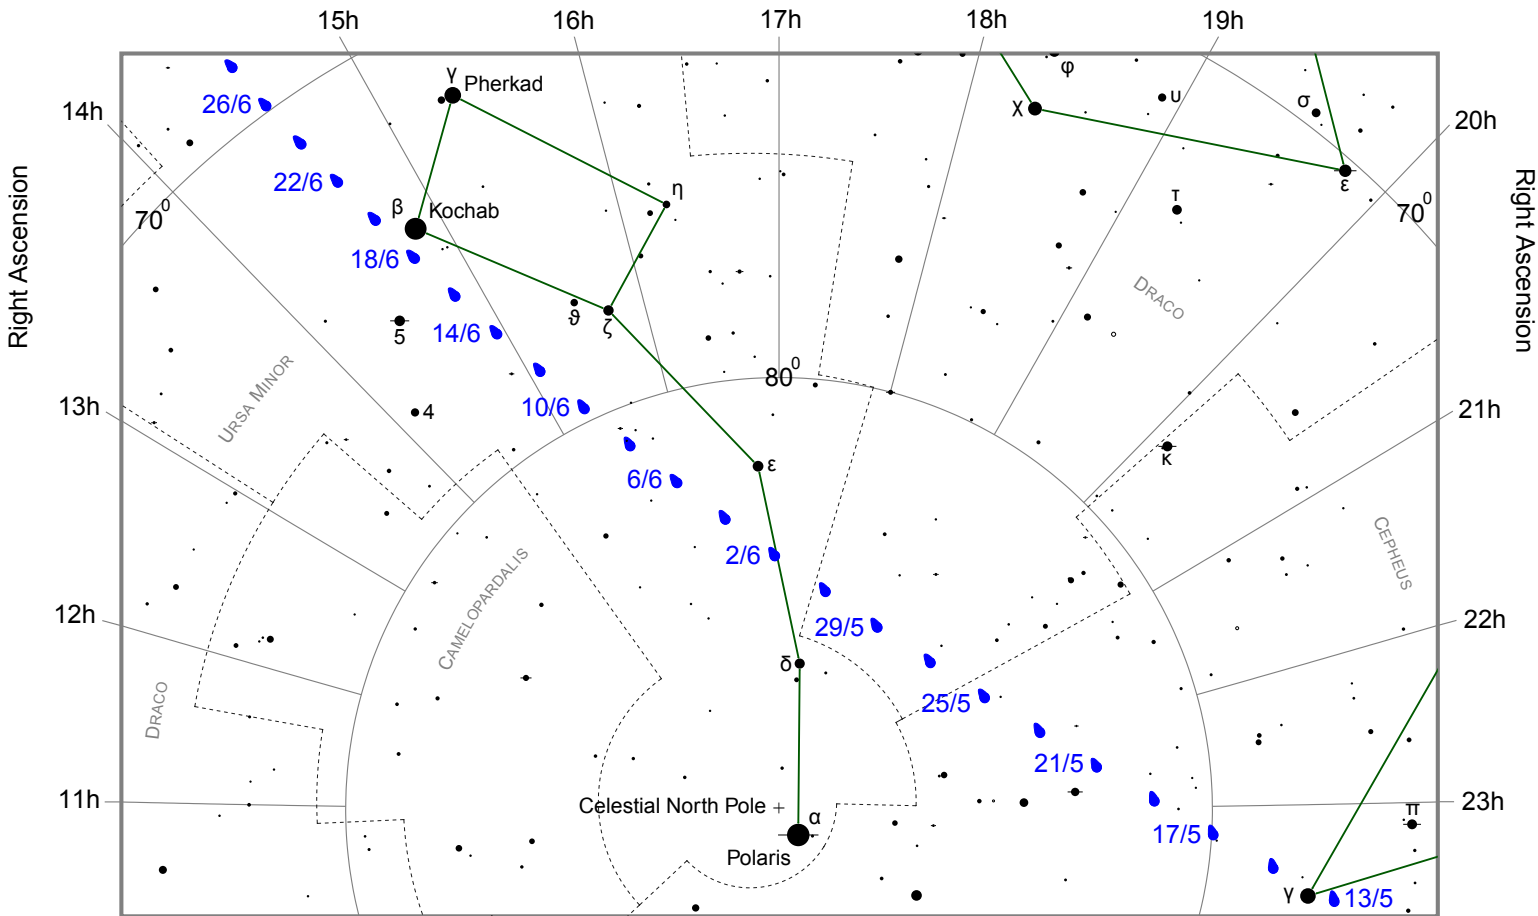 15h 16h 17h 18h 19h
14h 20h
Right Ascension
Right Ascension
γ Pherkad
φ
χ
υ
σ
ε
26/6
22/6
η
τ
70⁰
70⁰
β Kochab
18/6
DRACO
ϑ
ζ
5
14/6
80⁰
URSA MINOR
10/6
13h 21h
4
κ
ε
6/6
2/6
CEPHEUS
CAMELOPARDALIS
12h 22h
29/5
δ
DRACO
25/5
21/5
11h 23h
Celestial North Pole
α
π
17/5
Polaris
γ
13/5